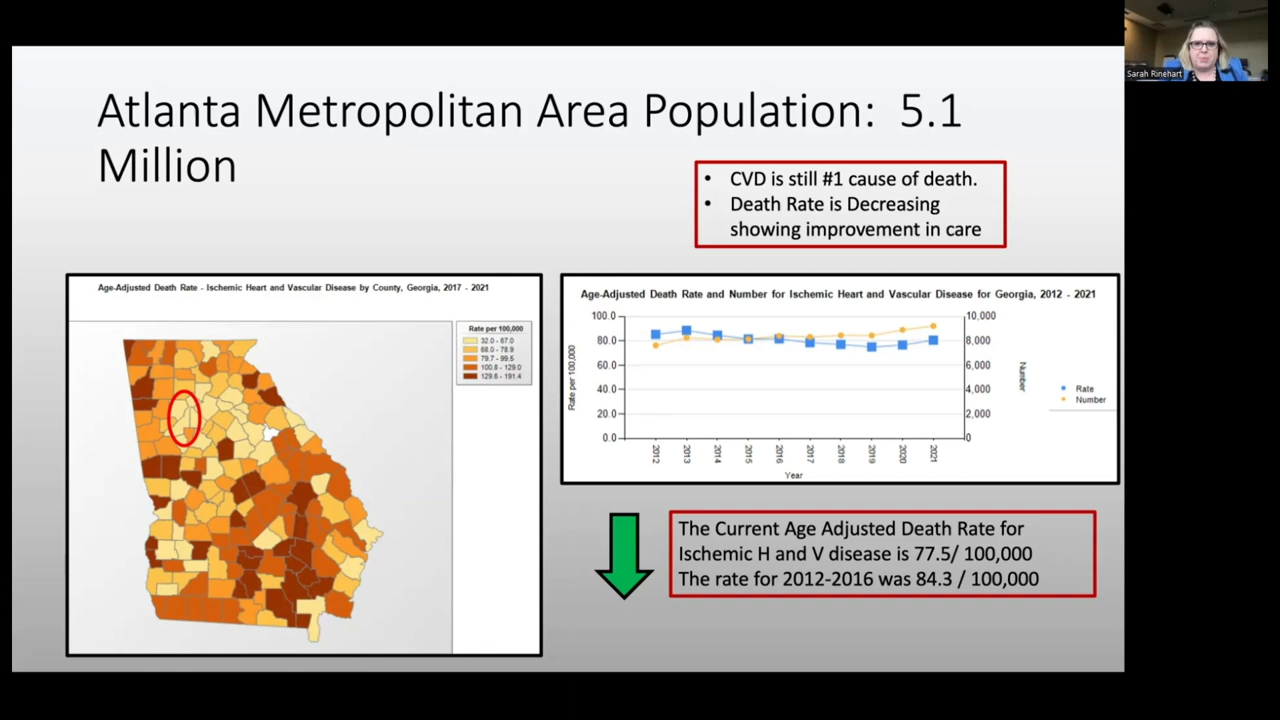 Sarah Rinehart
Atlanta Metropolitan Area Population: 5.1
Million
• CVD is still #1 cause of death.
• Death Rate is Decreasing
showing improvement in care
Age-Adjusted Death Rate - Ischemic Heart and Vascular Disease by County, Georgia, 2017 - 2021
Rate per 100,000
32.0 - 67.0
68.0 - 78.9
79.7 - 99.5
100.8 - 129.0
129.6 - 191.4
Age-Adjusted Death Rate and Number for Ischemic Heart and Vascular Disease for Georgia, 2012 - 2021
Rate per 100,000
100.0
80.0
60.0
40.0
20.0
0.0
10,000
8,000
6,000
4,000
2,000
0
Number
Rate
Number
2012
2013
2014
2015
2016
2017
2018
2019
2020
2021
Year
The Current Age Adjusted Death Rate for
Ischemic H and V disease is 77.5/ 100,000
The rate for 2012-2016 was 84.3 / 100,000